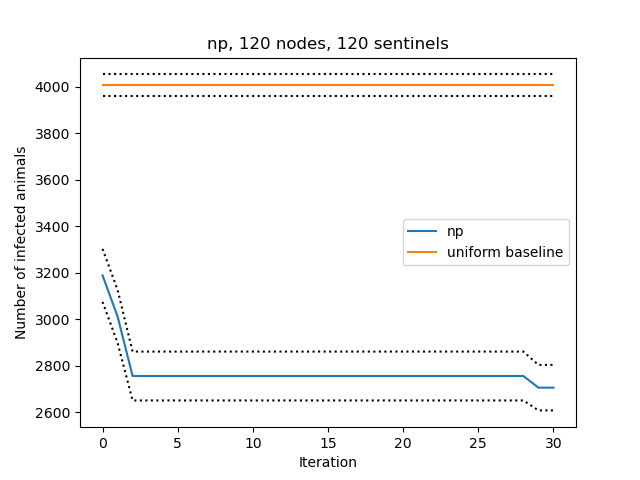 np, 120 nodes, 120 sentinels
Number of infected animals
4000
3800
3600
3400
3200
3000
2800
2600
np
uniform baseline
0 5 10 15 20 25 30
Iteration